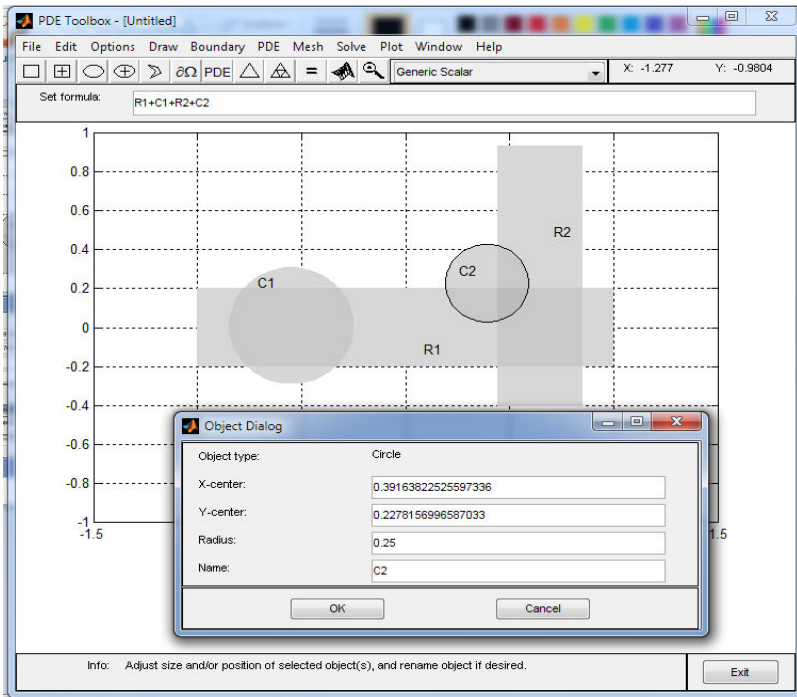 PDE Toolbox - [Untitled]
File Edit Options Draw Boundary PDE Mesh Solve Plot Window Help
∂Ω PDE = Generic Scalar X: -1.277 Y: -0.9804
Set formula: R1+C1+R2+C2
1
0.8
0.6
0.4
0.2
0
-0.2
-0.4
-0.6
-0.8
-1
-1.5
1.5
R2
C2
C1
R1
Object Dialog
Object type: Circle
X-center: 0.39163822525597336
Y-center: 0.2278156996587033
Radius: 0.25
Name: C2
OK Cancel
Info: Adjust size and/or position of selected object(s), and rename object if desired. Exit